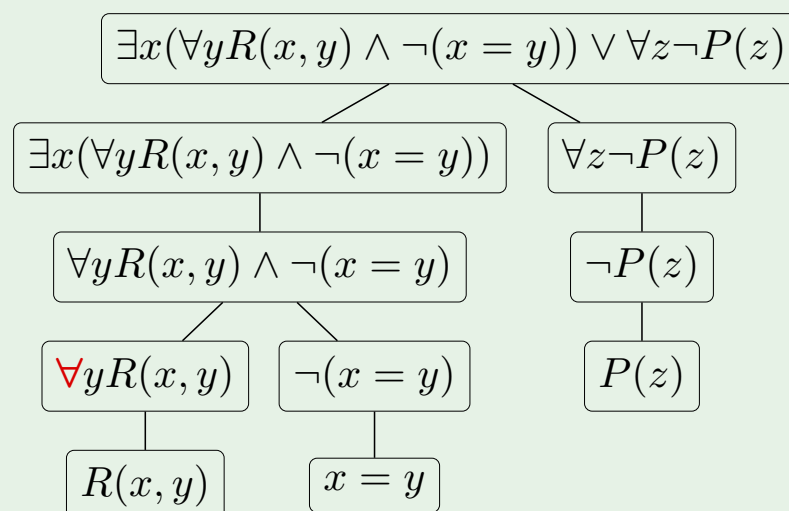 ∃x(∀yR(x, y) ∧ ¬(x = y)) ∨ ∀z¬P(z)
∃x(∀yR(x, y) ∧ ¬(x = y))
∀z¬P(z)
∀yR(x, y) ∧ ¬(x = y)
¬P(z)
∀yR(x, y)
¬(x = y)
P(z)
R(x, y)
x = y